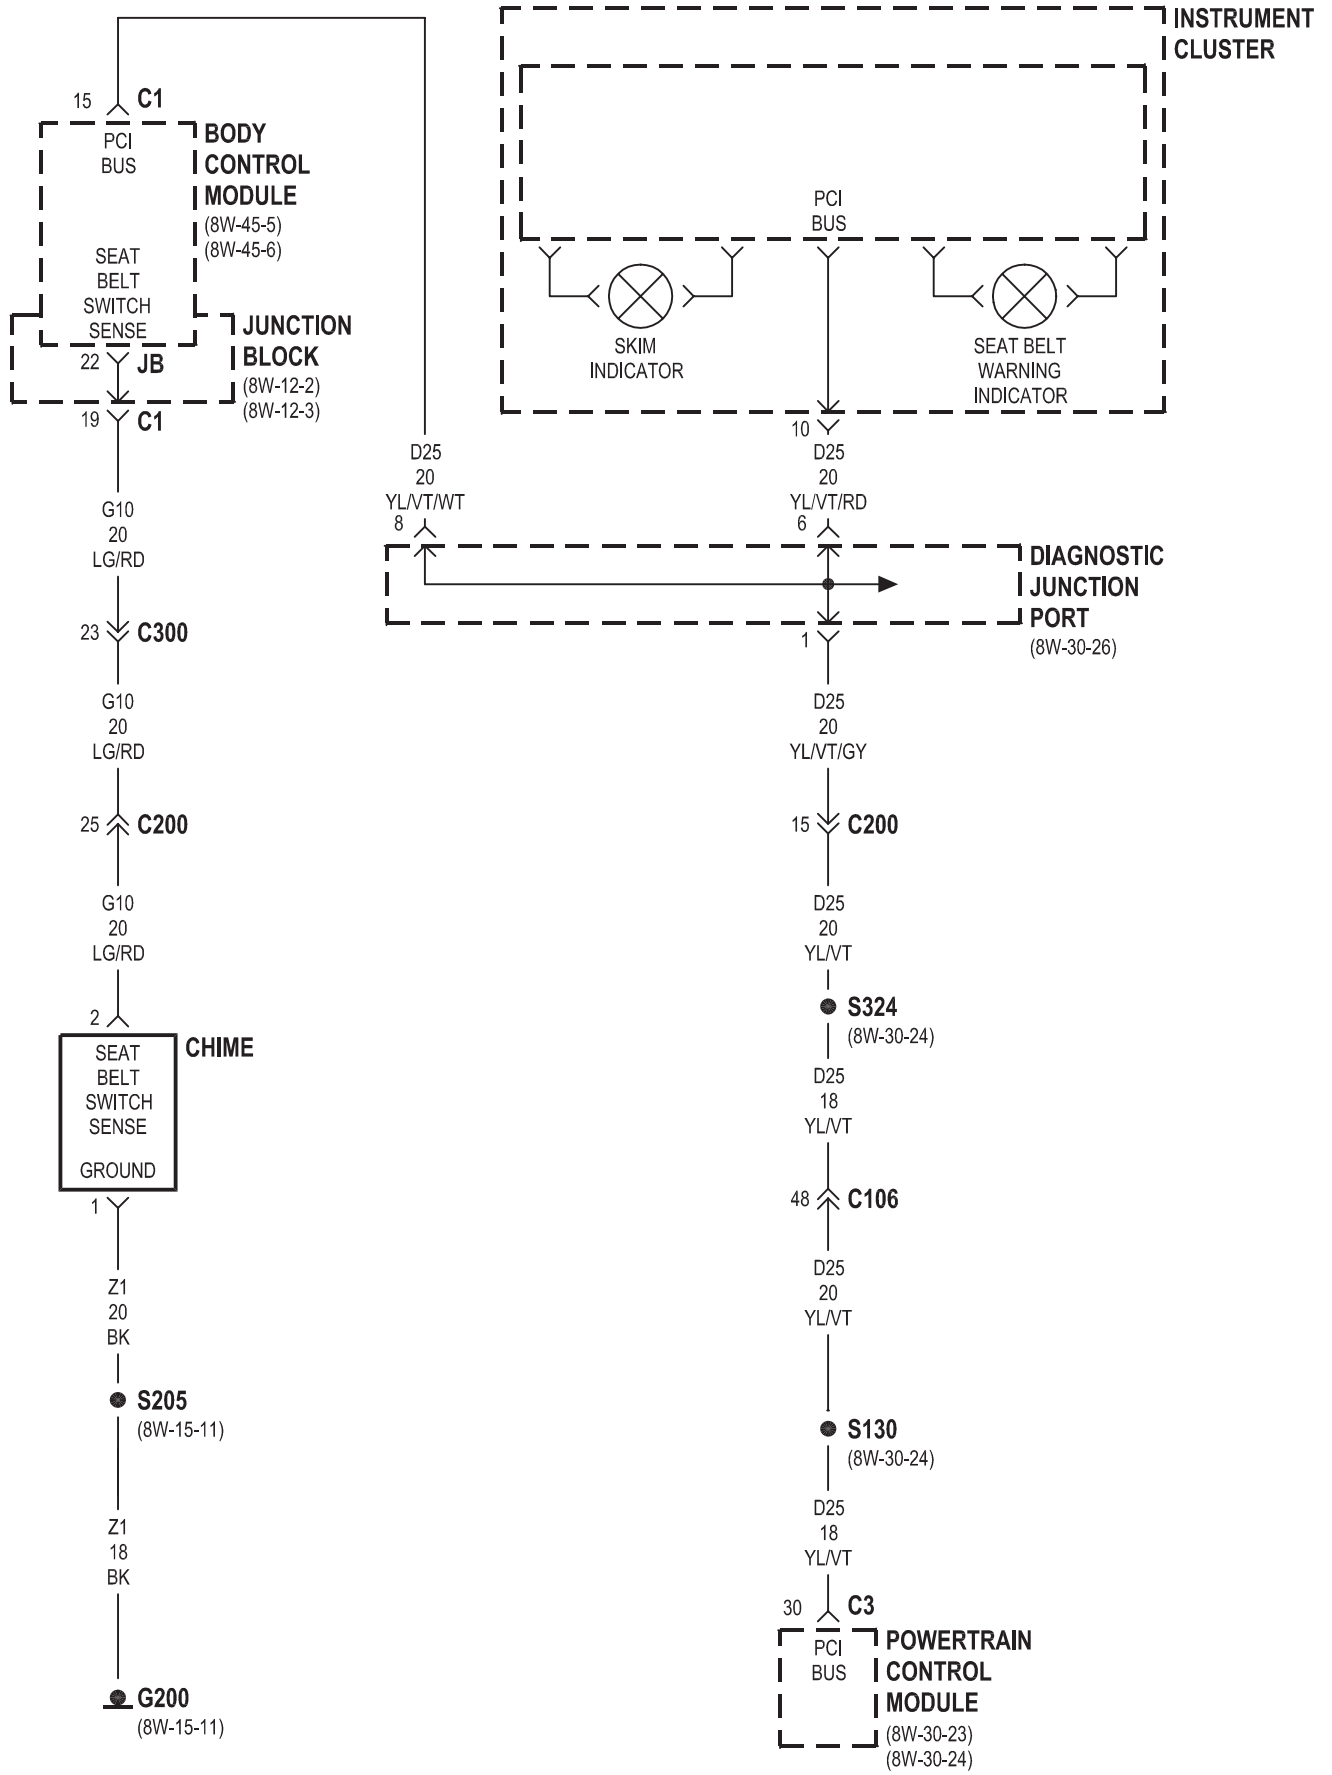 INSTRUMENT
CLUSTER
15 C1
PCI
BUS
BODY
CONTROL
MODULE
(8W-45-5)
(8W-45-6)
SEAT
BELT
SWITCH
SENSE
22 JB
JUNCTION
BLOCK
(8W-12-2)
(8W-12-3)
19 C1
PCI
BUS
SKIM
INDICATOR
SEAT BELT
WARNING
INDICATOR
10
D25
20
YL/VT/WT
8
D25
20
YL/VT/RD
6
DIAGNOSTIC
JUNCTION
PORT
(8W-30-26)
1
G10
20
LG/RD
23 C300
G10
20
LG/RD
25 C200
G10
20
LG/RD
2
CHIME
SEAT
BELT
SWITCH
SENSE
GROUND
1
Z1
20
BK
S205
(8W-15-11)
Z1
18
BK
G200
(8W-15-11)
D25
20
YL/VT/GY
15 C200
D25
20
YL/VT
S324
(8W-30-24)
D25
18
YL/VT
48 C106
D25
20
YL/VT
S130
(8W-30-24)
D25
18
YL/VT
30 C3
PCI
BUS
POWERTRAIN
CONTROL
MODULE
(8W-30-23)
(8W-30-24)